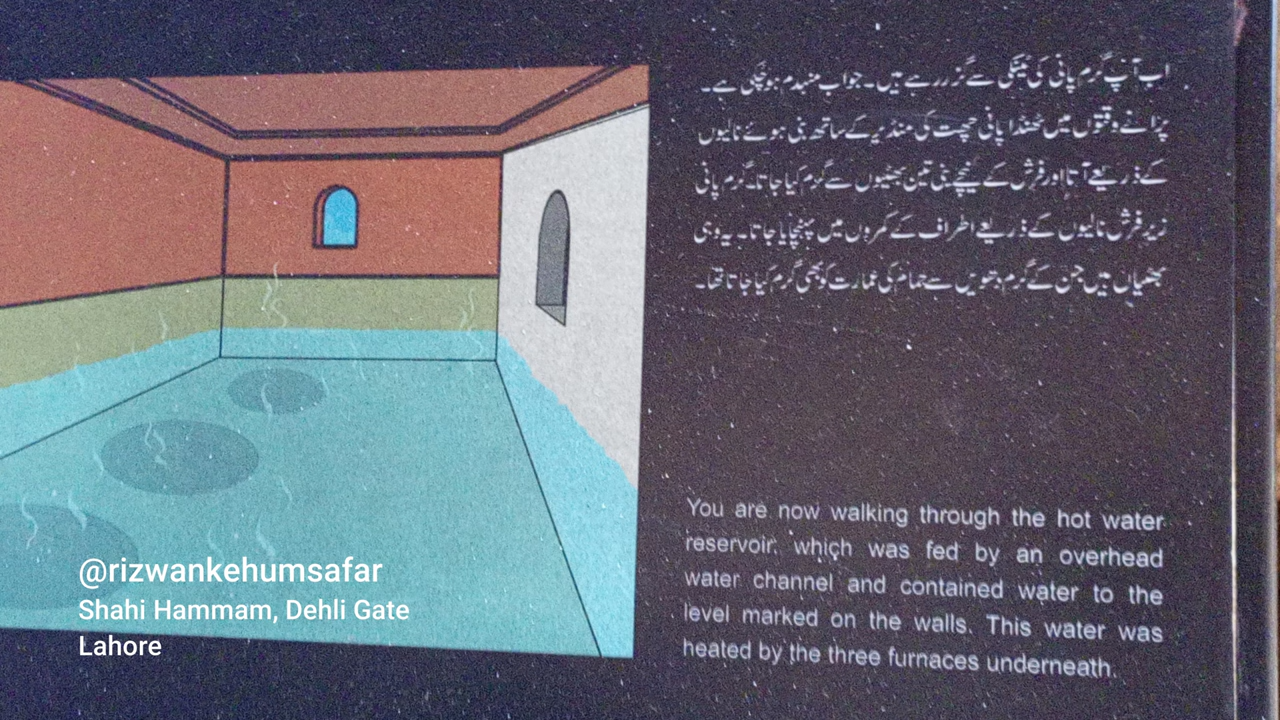 اب آپ گرم پانی کی ٹینکی سے گزر رہے ہیں۔ جو اب منہدم ہو چکی ہے۔
پرانے وقتوں میں ٹھنڈا پانی چھت کی منڈیر کے ساتھ بنی ہوئے نالیوں
کے ذریعے آتا اور فرش کے نیچے بنی تین بھٹیوں سے گرم کیا جاتا۔ گرم پانی
زیر فرش نالیوں کے ذریعے اطراف کے کمروں میں پہنچایا جاتا۔ یہ وہی
بھٹیاں ہیں جن کے گرم دھویں سے حمام کی عمارت کو بھی گرم کیا جاتا تھا۔
You are now walking through the hot water
reservoir. which was fed by an overhead
water channel and contained water to the
level marked on the walls. This water was
heated by the three furnaces underneath.
@rizwankehumsafar
Shahi Hammam, Dehli Gate
Lahore